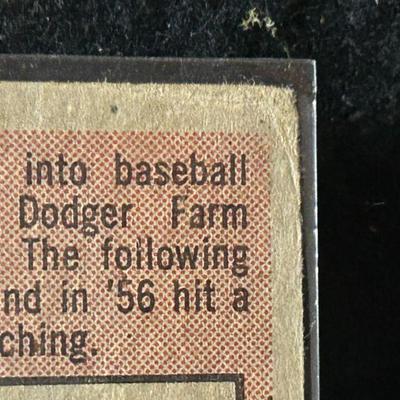 into baseball
Dodger Farm
The following
nd in '56 hit a
ching.